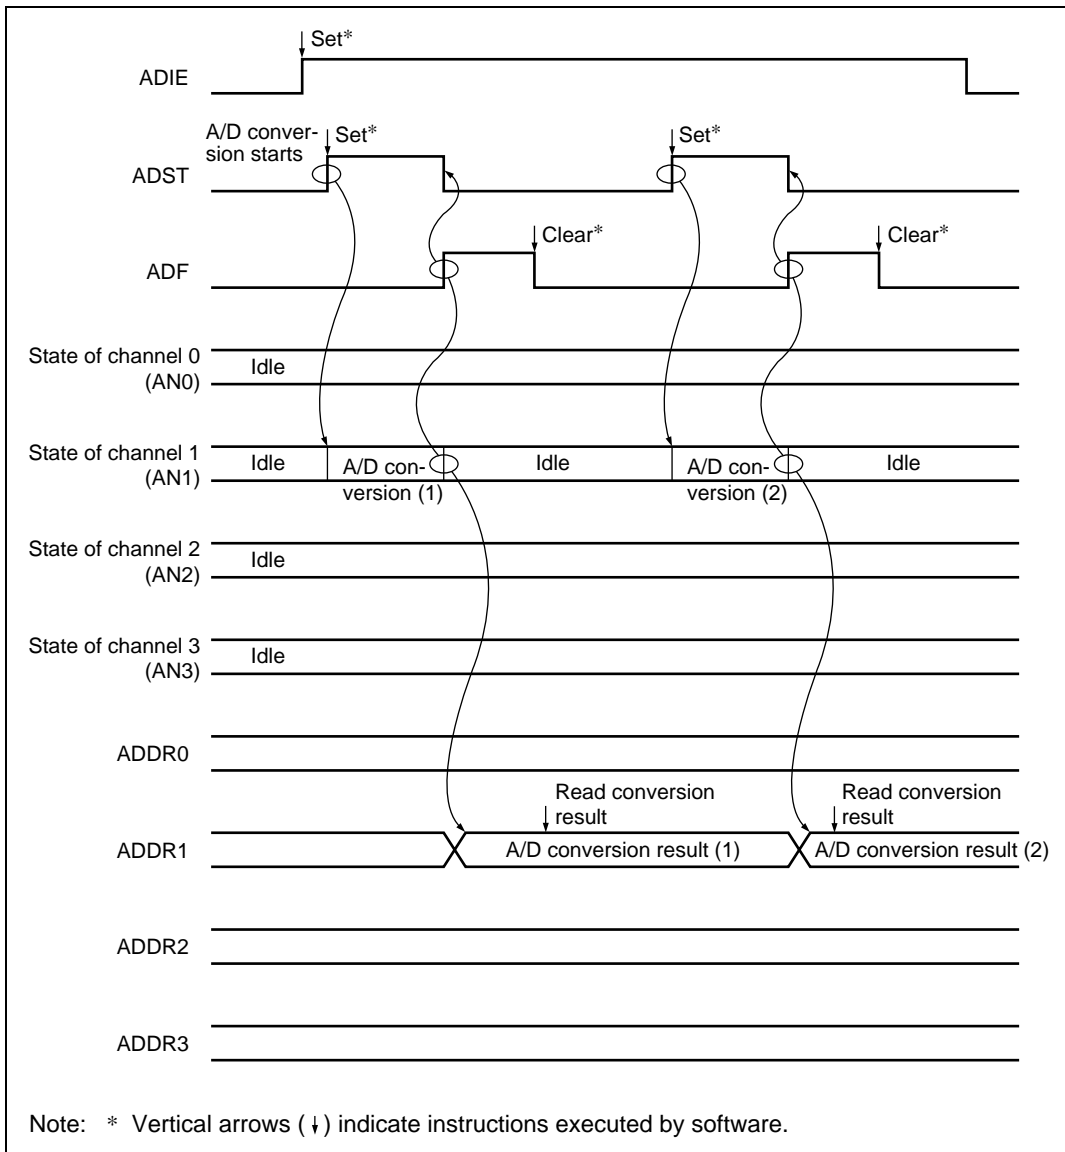 Set*
ADIE
A/D conver-
sion starts
Set*
Set*
ADST
Clear*
Clear*
ADF
State of channel 0
(AN0)
Idle
State of channel 1
(AN1)
Idle
A/D con-
version (1)
Idle
A/D con-
version (2)
Idle
State of channel 2
(AN2)
Idle
State of channel 3
(AN3)
Idle
ADDR0
Read conversion
result
Read conversion
result
ADDR1
A/D conversion result (1)
A/D conversion result (2)
ADDR2
ADDR3
Note: * Vertical arrows (↓) indicate instructions executed by software.